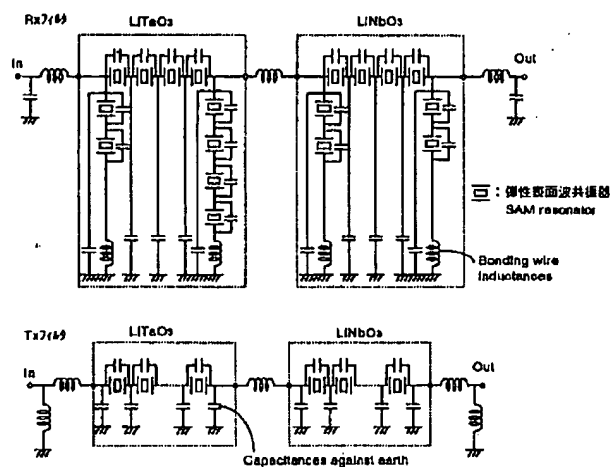 Rxフィルタ
LiTaO3
LiNbO3
In
Out
：弾性表面波共振器
SAM resonator
Bonding wire
inductances
Txフィルタ
LiTaO3
LiNbO3
In
Out
Capacitances against earth